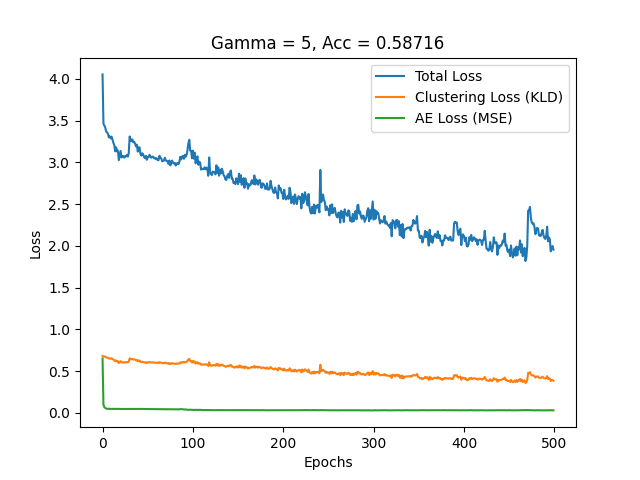 Gamma = 5, Acc = 0.58716
Total Loss
Clustering Loss (KLD)
AE Loss (MSE)
Loss
4.0
3.5
3.0
2.5
2.0
1.5
1.0
0.5
0.0
0 100 200 300 400 500
Epochs